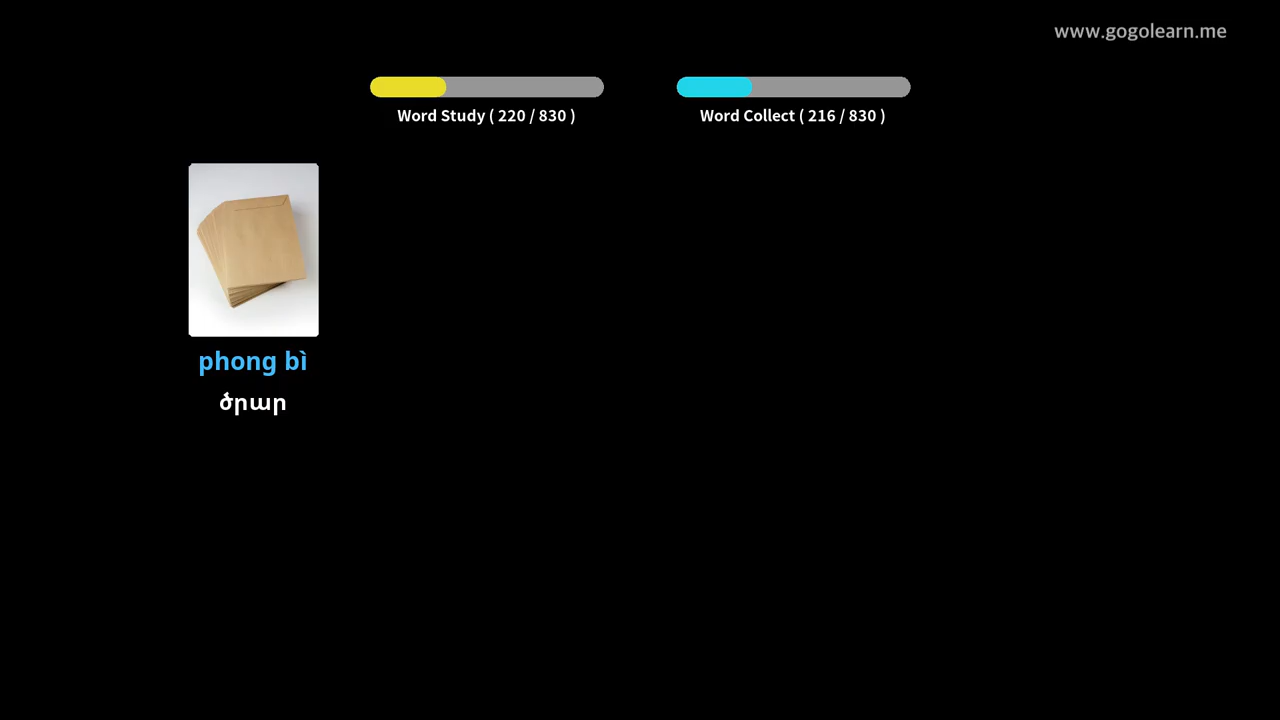 www.gogolearn.me
Word Study ( 220 / 830 )
Word Collect ( 216 / 830 )
phong bì
ծրար